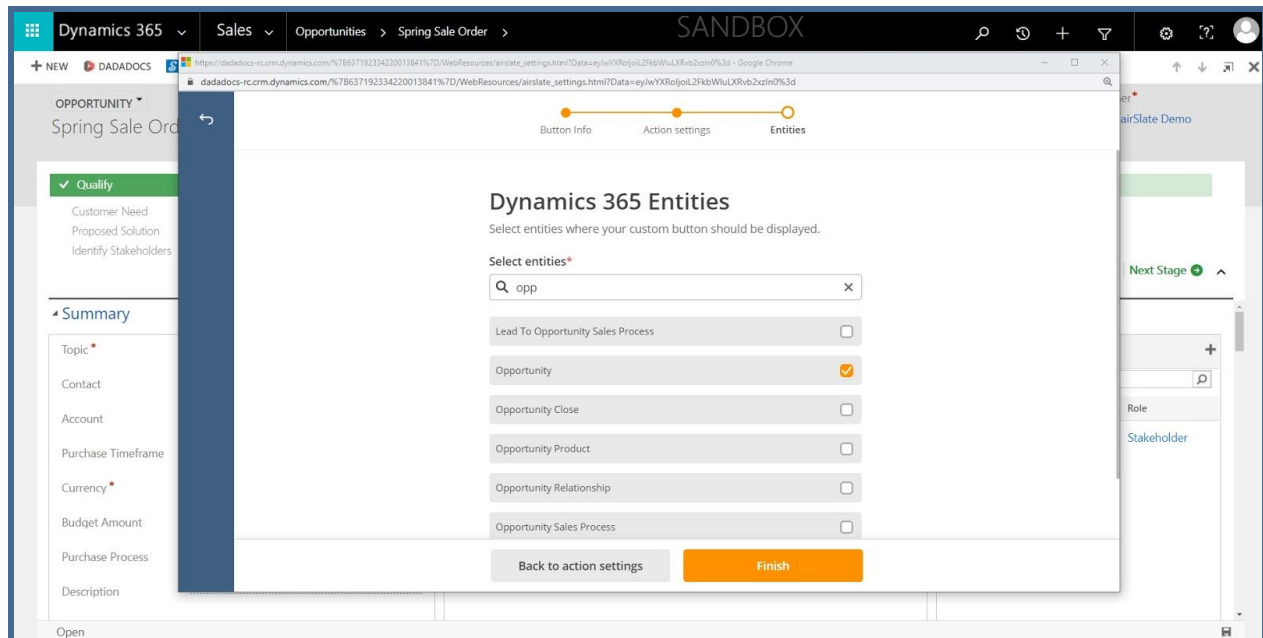 Dynamics 365 Sales Opportunities > Spring Sale Order > SANDBOX
+ NEW DADADOCS
https://dadadocs-rc.crm.dynamics.com/%7B637192334220013841%7D/WebResources/airslate_settings.html?Data=eyJwYXRoIjoiL2FkbWluLXRvb2xzIn0%3d - Google Chrome
dadadocs-rc.crm.dynamics.com/%7B637192334220013841%7D/WebResources/airslate_settings.html?Data=eyJwYXRoIjoiL2FkbWluLXRvb2xzIn0%3d
OPPORTUNITY
Spring Sale Ord
er*
airSlate Demo
Button Info Action settings Entities
Qualify
Customer Need
Proposed Solution
Identify Stakeholders
Next Stage
Dynamics 365 Entities
Select entities where your custom button should be displayed.
Select entities*
opp
Lead To Opportunity Sales Process
Opportunity
Opportunity Close
Opportunity Product
Opportunity Relationship
Opportunity Sales Process
Back to action settings Finish
Summary
Topic*
Contact
Account
Purchase Timeframe
Currency*
Budget Amount
Purchase Process
Description
Role
Stakeholder
Open